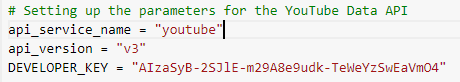 # Setting up the parameters for the YouTube Data API
api_service_name = "youtube"
api_version = "v3"
DEVELOPER_KEY = "AIzaSyB-2SJlE-m29A8e9udk-TeWeYzSwEaVmO4"